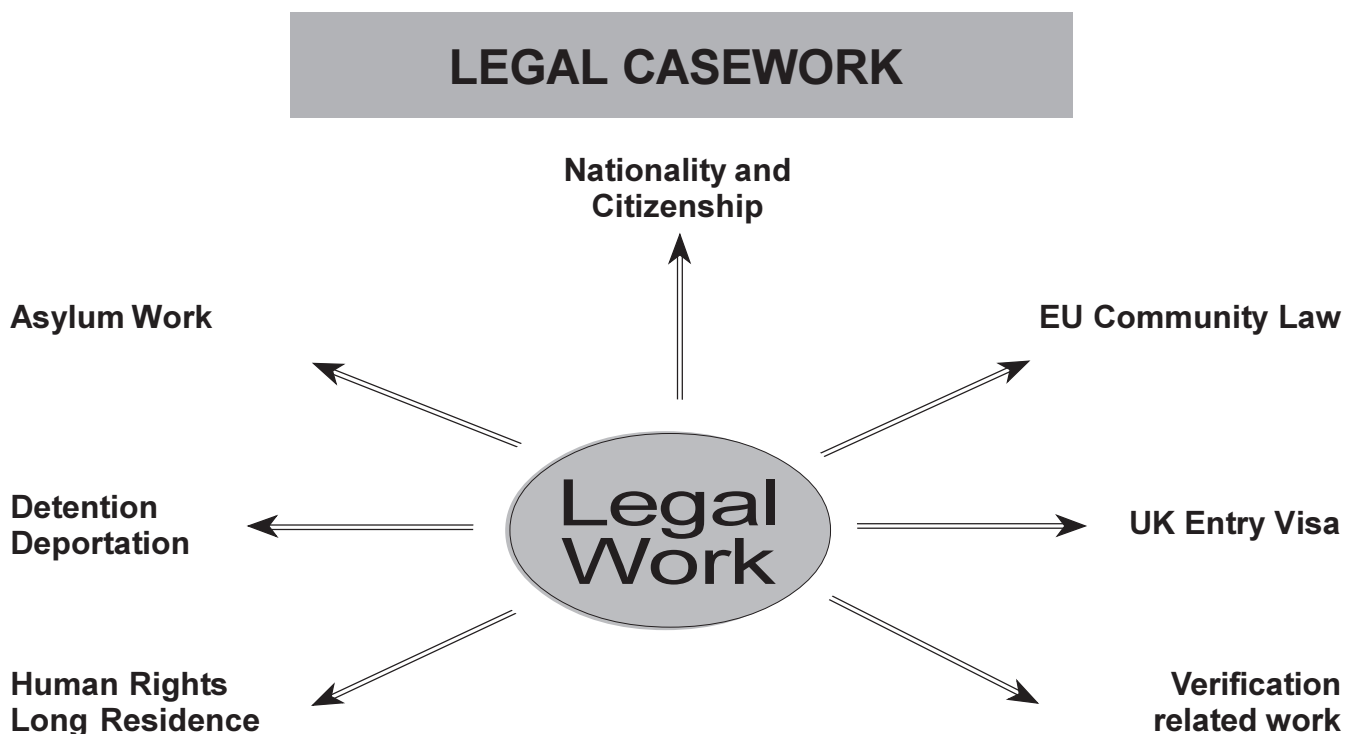 LEGAL CASEWORK
Nationality and
Citizenship
Asylum Work
EU Community Law
Legal
Work
Detention
Deportation
UK Entry Visa
Human Rights
Long Residence
Verification
related work